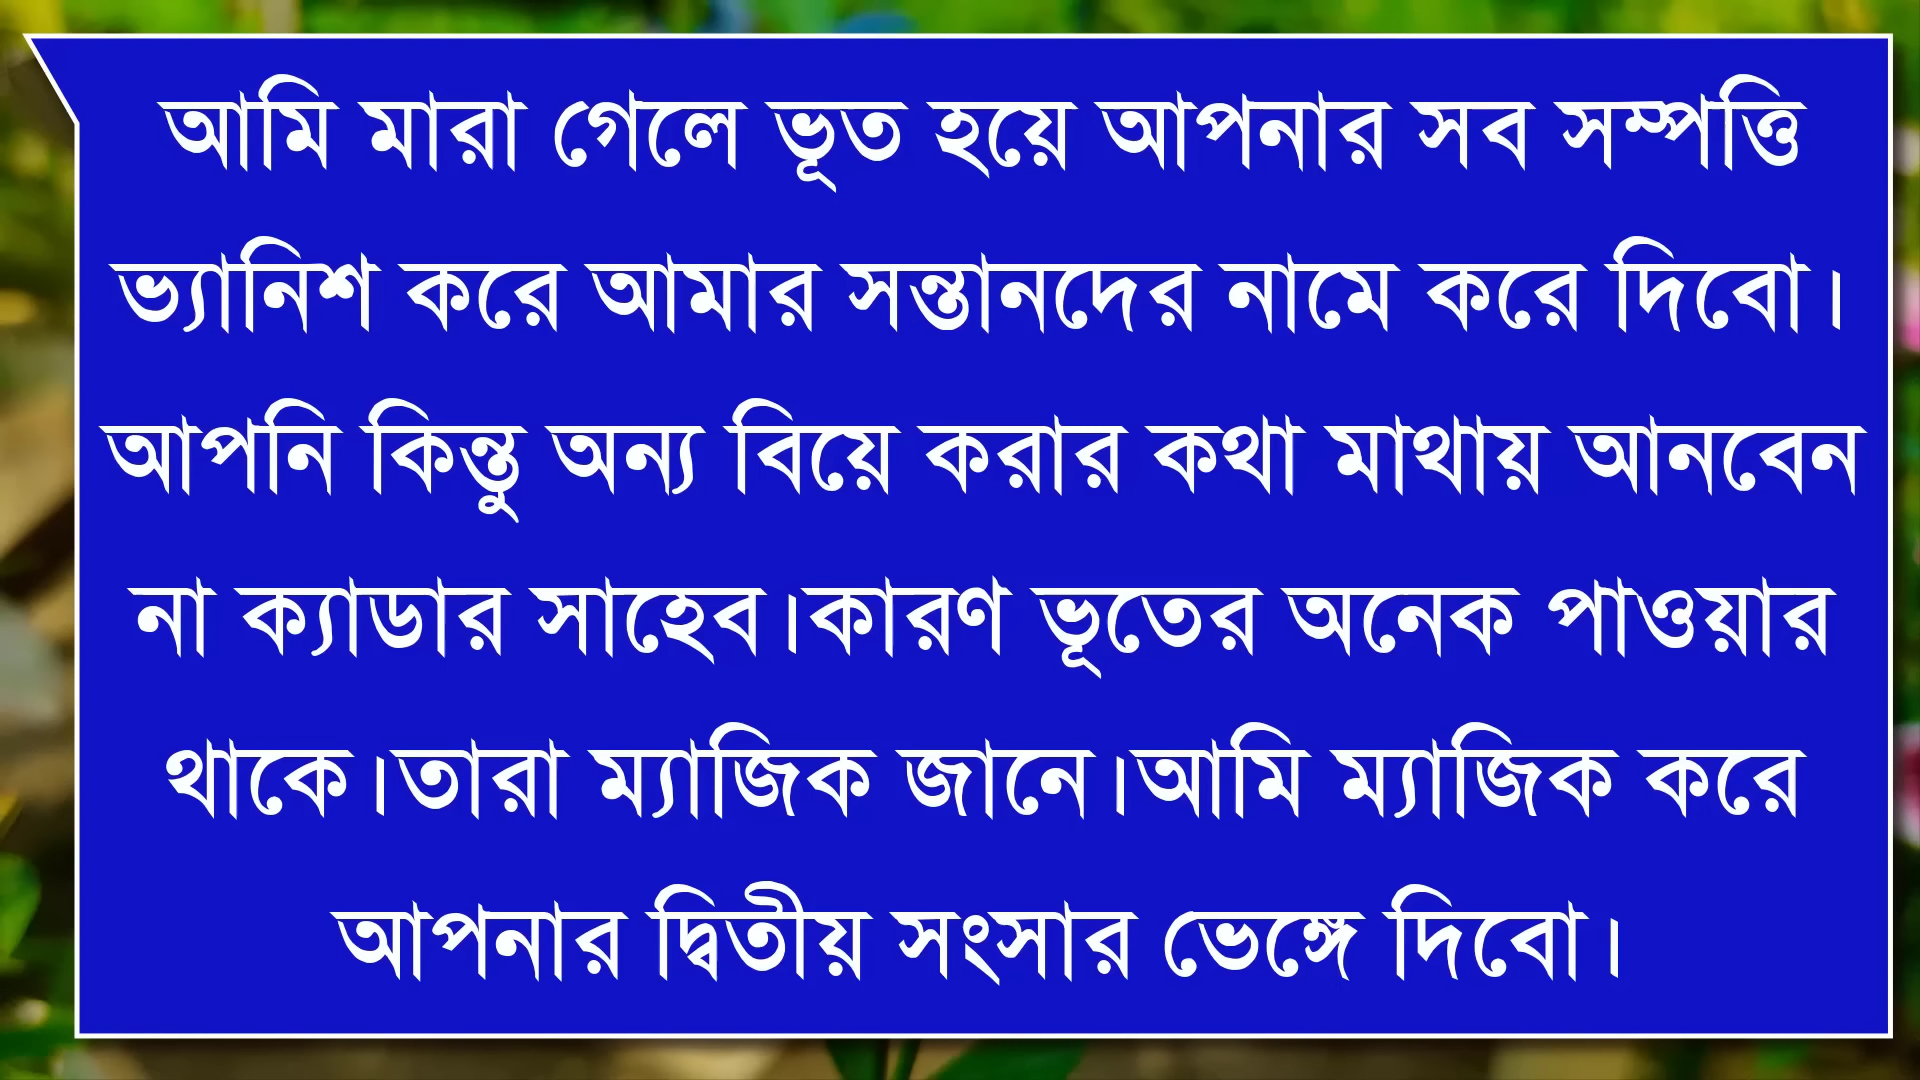 আমি মারা গেলে ভূত হয়ে আপনার সব সম্পত্তি
ভ্যানিশ করে আমার সন্তানদের নামে করে দিবো।
আপনি কিন্তু অন্য বিয়ে করার কথা মাথায় আনবেন
না ক্যাডার সাহেব।কারণ ভূতের অনেক পাওয়ার
থাকে।তারা ম্যাজিক জানে।আমি ম্যাজিক করে
আপনার দ্বিতীয় সংসার ভেঙ্গে দিবো।